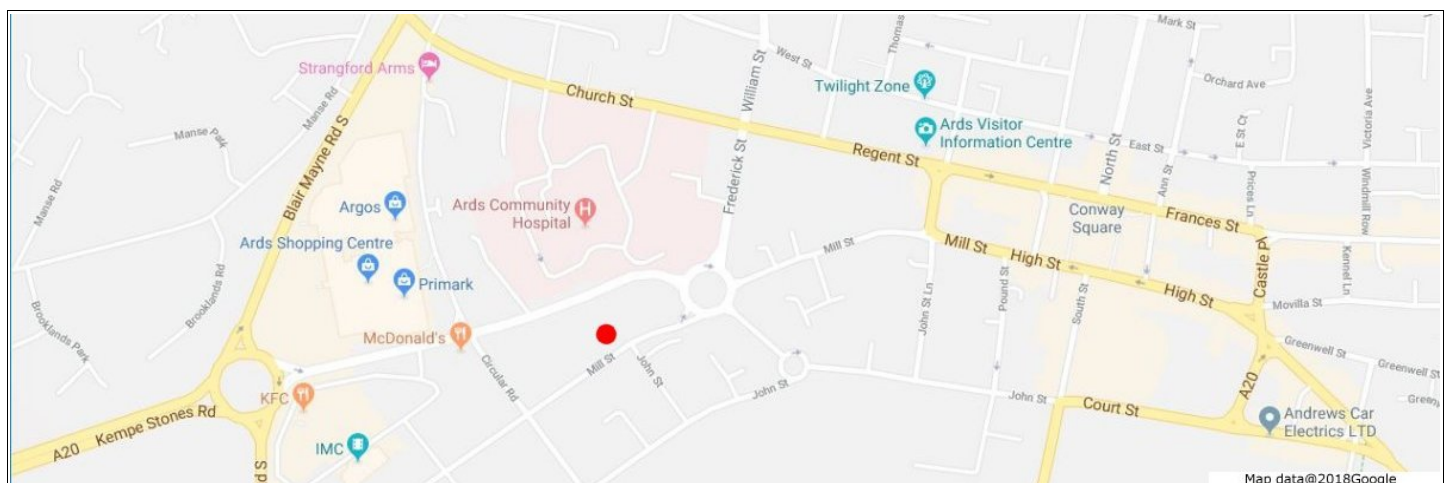 Mark St
Thomas
West St
William St
Strangford Arms
Manse Rd
Orchard Ave
Victoria Ave
Twilight Zone
Church St
Manse Park
Ards Visitor
Information Centre
E St Ct
East St
Regent St
North St
Ann St
Prices Ln
Windmill Row
Blair Mayne Rd S
Manse Rd
Frederick St
Argos
Ards Community
Hospital
Conway
Square
Frances St
Ards Shopping Centre
Mill St
Mill St
High St
Castle Pl
Kennel Ln
Primark
Brooklands Rd
Pound St
High St
Movilla St
Brooklands Park
John St Ln
South St
McDonald's
Mill St
John St
Circular Rd
Greenwell St
Greenwell St
KFC
John St
John St
A20
Court St
Andrews Car
Electrics LTD
A20 Kempe Stones Rd
IMC
d S
Map data@2018Google